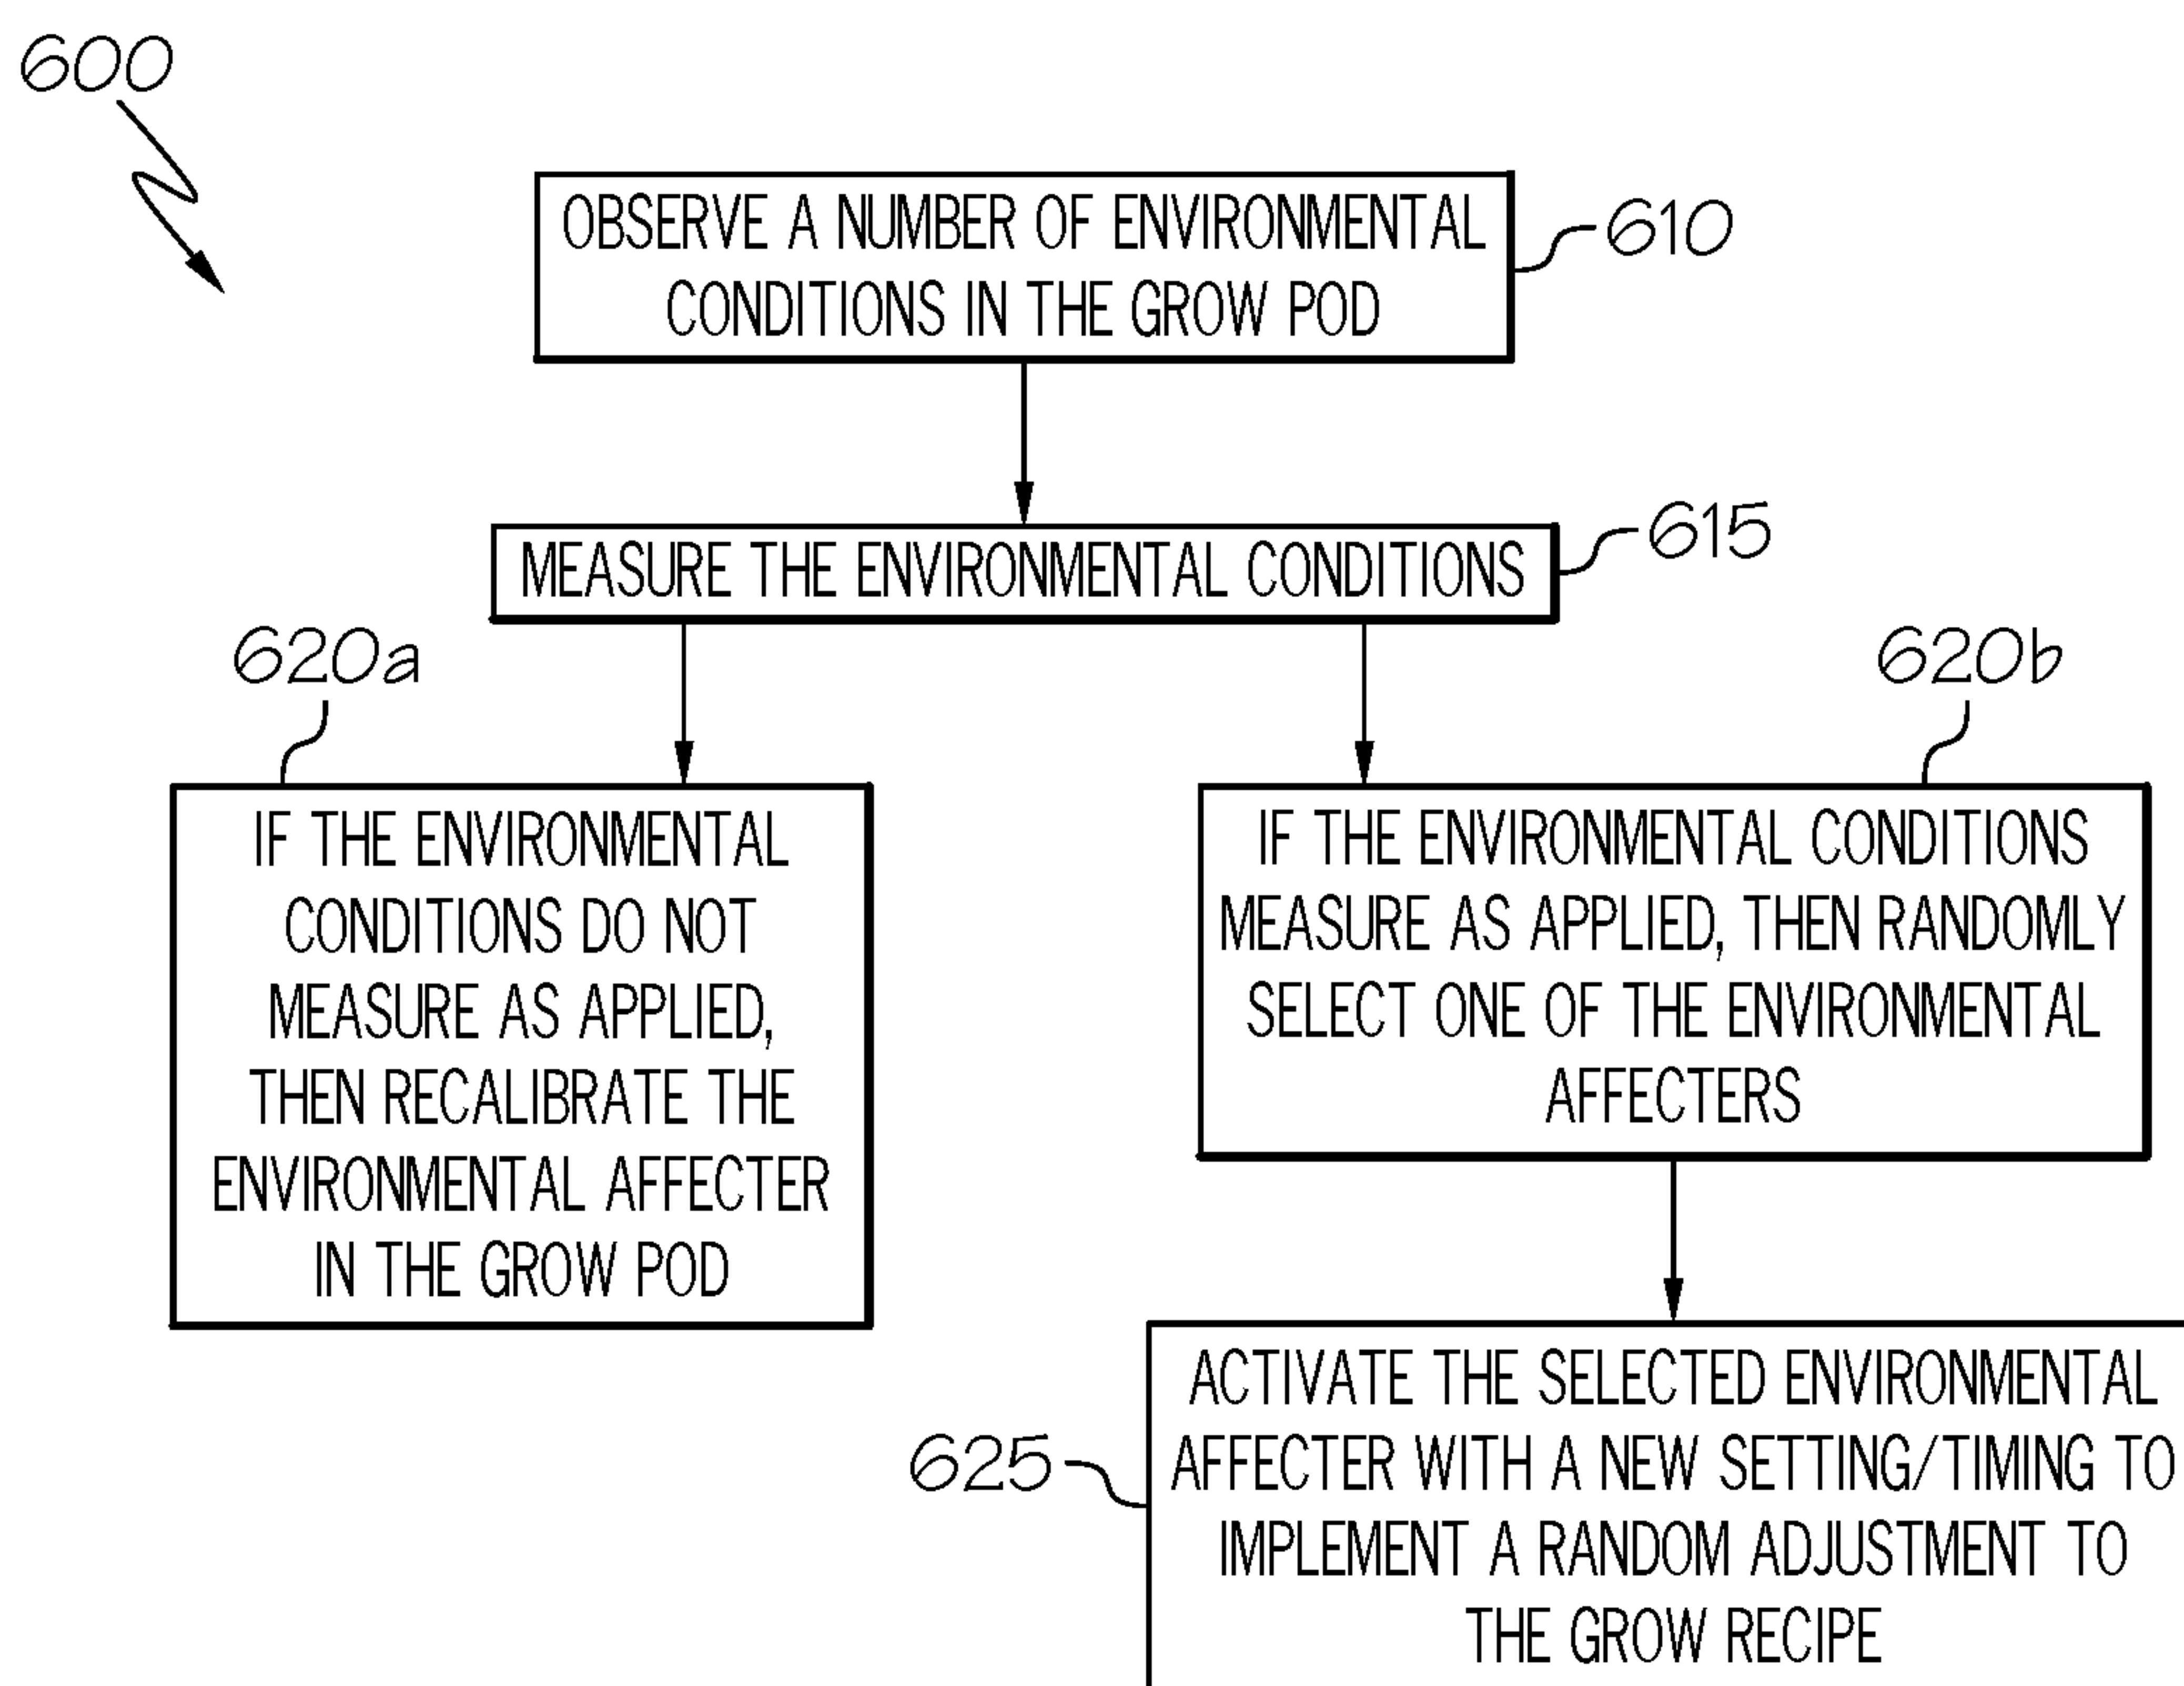 600
OBSERVE A NUMBER OF ENVIRONMENTAL
CONDITIONS IN THE GROW POD
610
MEASURE THE ENVIRONMENTAL CONDITIONS
615
620a
IF THE ENVIRONMENTAL
CONDITIONS DO NOT
MEASURE AS APPLIED,
THEN RECALIBRATE THE
ENVIRONMENTAL AFFECTER
IN THE GROW POD
620b
IF THE ENVIRONMENTAL CONDITIONS
MEASURE AS APPLIED, THEN RANDOMLY
SELECT ONE OF THE ENVIRONMENTAL
AFFECTERS
625
ACTIVATE THE SELECTED ENVIRONMENTAL
AFFECTER WITH A NEW SETTING/TIMING TO
IMPLEMENT A RANDOM ADJUSTMENT TO
THE GROW RECIPE